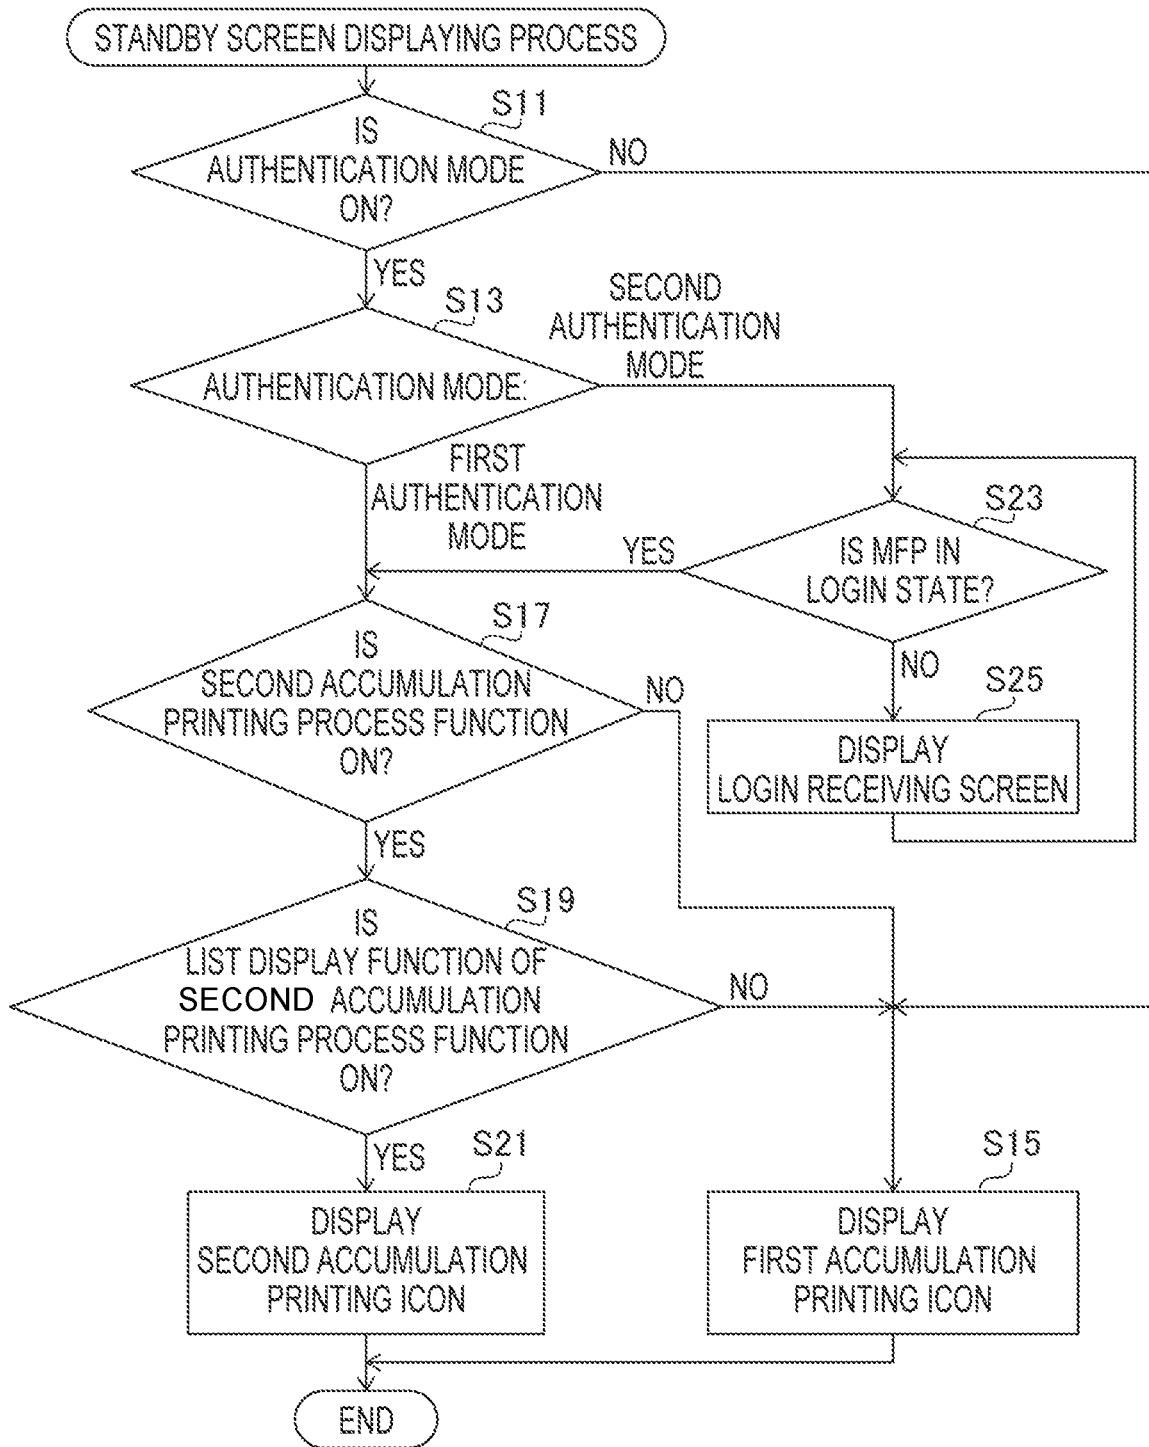 STANDBY SCREEN DISPLAYING PROCESS
S11
IS
AUTHENTICATION MODE
ON?
NO
YES
S13
SECOND
AUTHENTICATION
MODE
AUTHENTICATION MODE:
FIRST
AUTHENTICATION
MODE
S23
IS MFP IN
LOGIN STATE?
YES
NO
S17
IS
SECOND ACCUMULATION
PRINTING PROCESS FUNCTION
ON?
NO
S25
DISPLAY
LOGIN RECEIVING SCREEN
YES
S19
IS
LIST DISPLAY FUNCTION OF
SECOND ACCUMULATION
PRINTING PROCESS FUNCTION
ON?
NO
YES
S21
DISPLAY
SECOND ACCUMULATION
PRINTING ICON
S15
DISPLAY
FIRST ACCUMULATION
PRINTING ICON
END